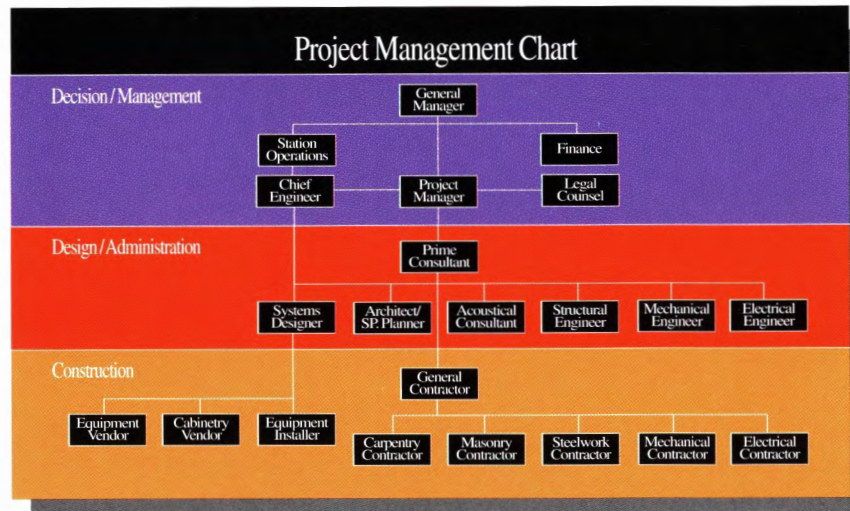 Project Management Chart
Decision/Management
General
Manager
Station
Operations
Finance
Chief
Engineer
Project
Manager
Legal
Counsel
Design/Administration
Prime
Consultant
Systems
Designer
Architect/
SP. Planner
Acoustical
Consultant
Structural
Engineer
Mechanical
Engineer
Electrical
Engineer
Construction
General
Contractor
Equipment
Vendor
Cabinetry
Vendor
Equipment
Installer
Carpentry
Contractor
Masonry
Contractor
Steelwork
Contractor
Mechanical
Contractor
Electrical
Contractor